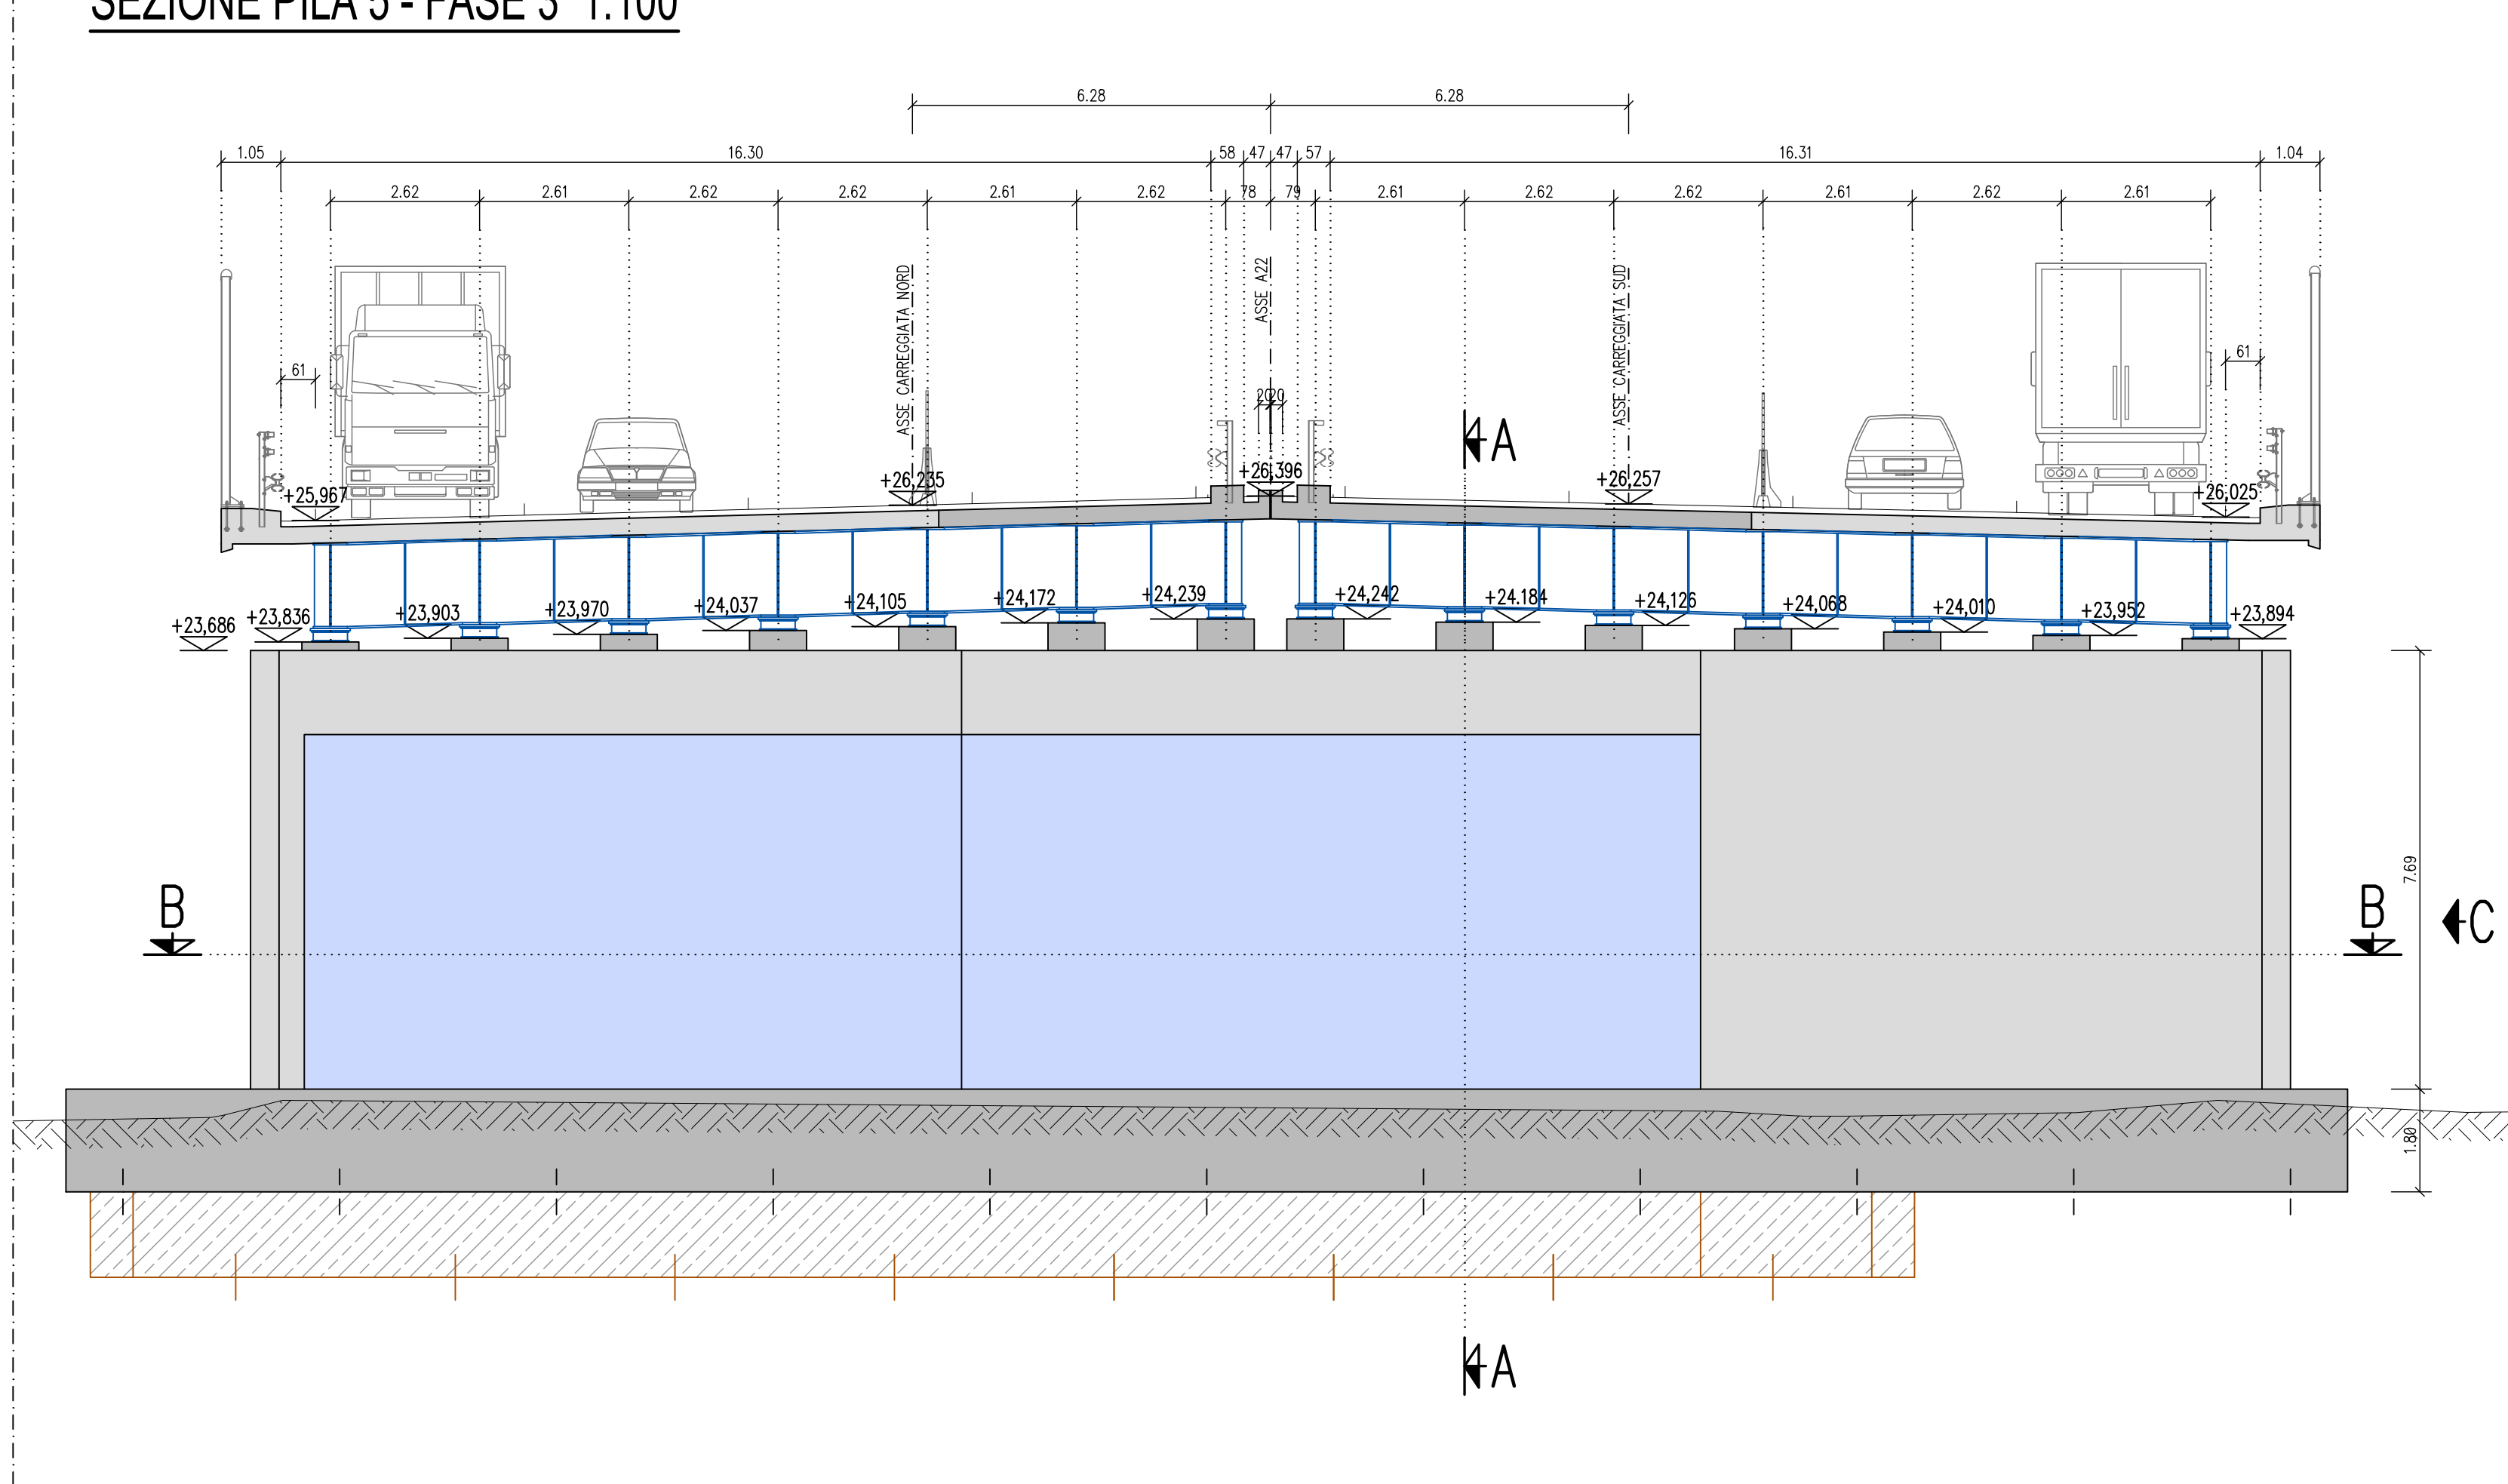 SEZIONE PILA 5 - FASE 3 1:100
6.28 6.28
1.05 16.30 58 47 47 57 16.31 1.04
2.62 2.61 2.62 2.62 2.61 2.62 78 79 2.61 2.62 2.62 2.61 2.62 2.61
ASSE CARREGGIATA NORD
ASSE A22
ASSE CARREGGIATA SUD
61 61
20 20
A
+25,967 +26,235 +26,396 +26,257 +26,025
+23,686 +23,836 +23,903 +23,970 +24,037 +24,105 +24,172 +24,239 +24,242 +24.184 +24,126 +24,068 +24,010 +23,952 +23,894
7.69
B B C
1.80
A